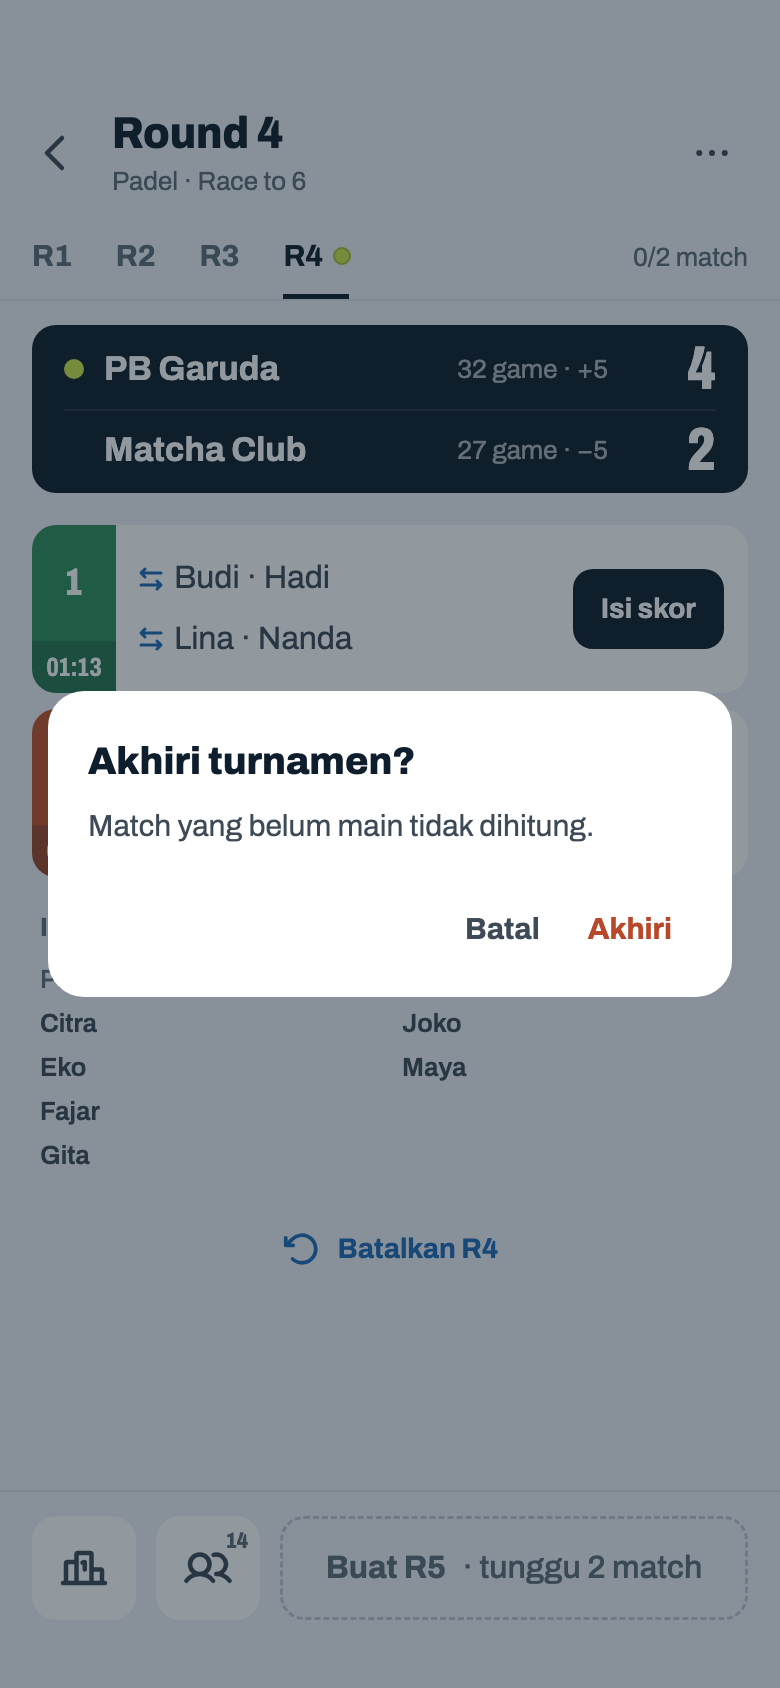 Round 4
Padel · Race to 6
R1 R2 R3 R4 0/2 match
PB Garuda 32 game · +5 4
Matcha Club 27 game · −5 2
1
01:13
Budi · Hadi
Lina · Nanda
Isi skor
Akhiri turnamen?
Match yang belum main tidak dihitung.
Batal Akhiri
Citra Joko
Eko Maya
Fajar
Gita
Batalkan R4
1
14
Buat R5 · tunggu 2 match